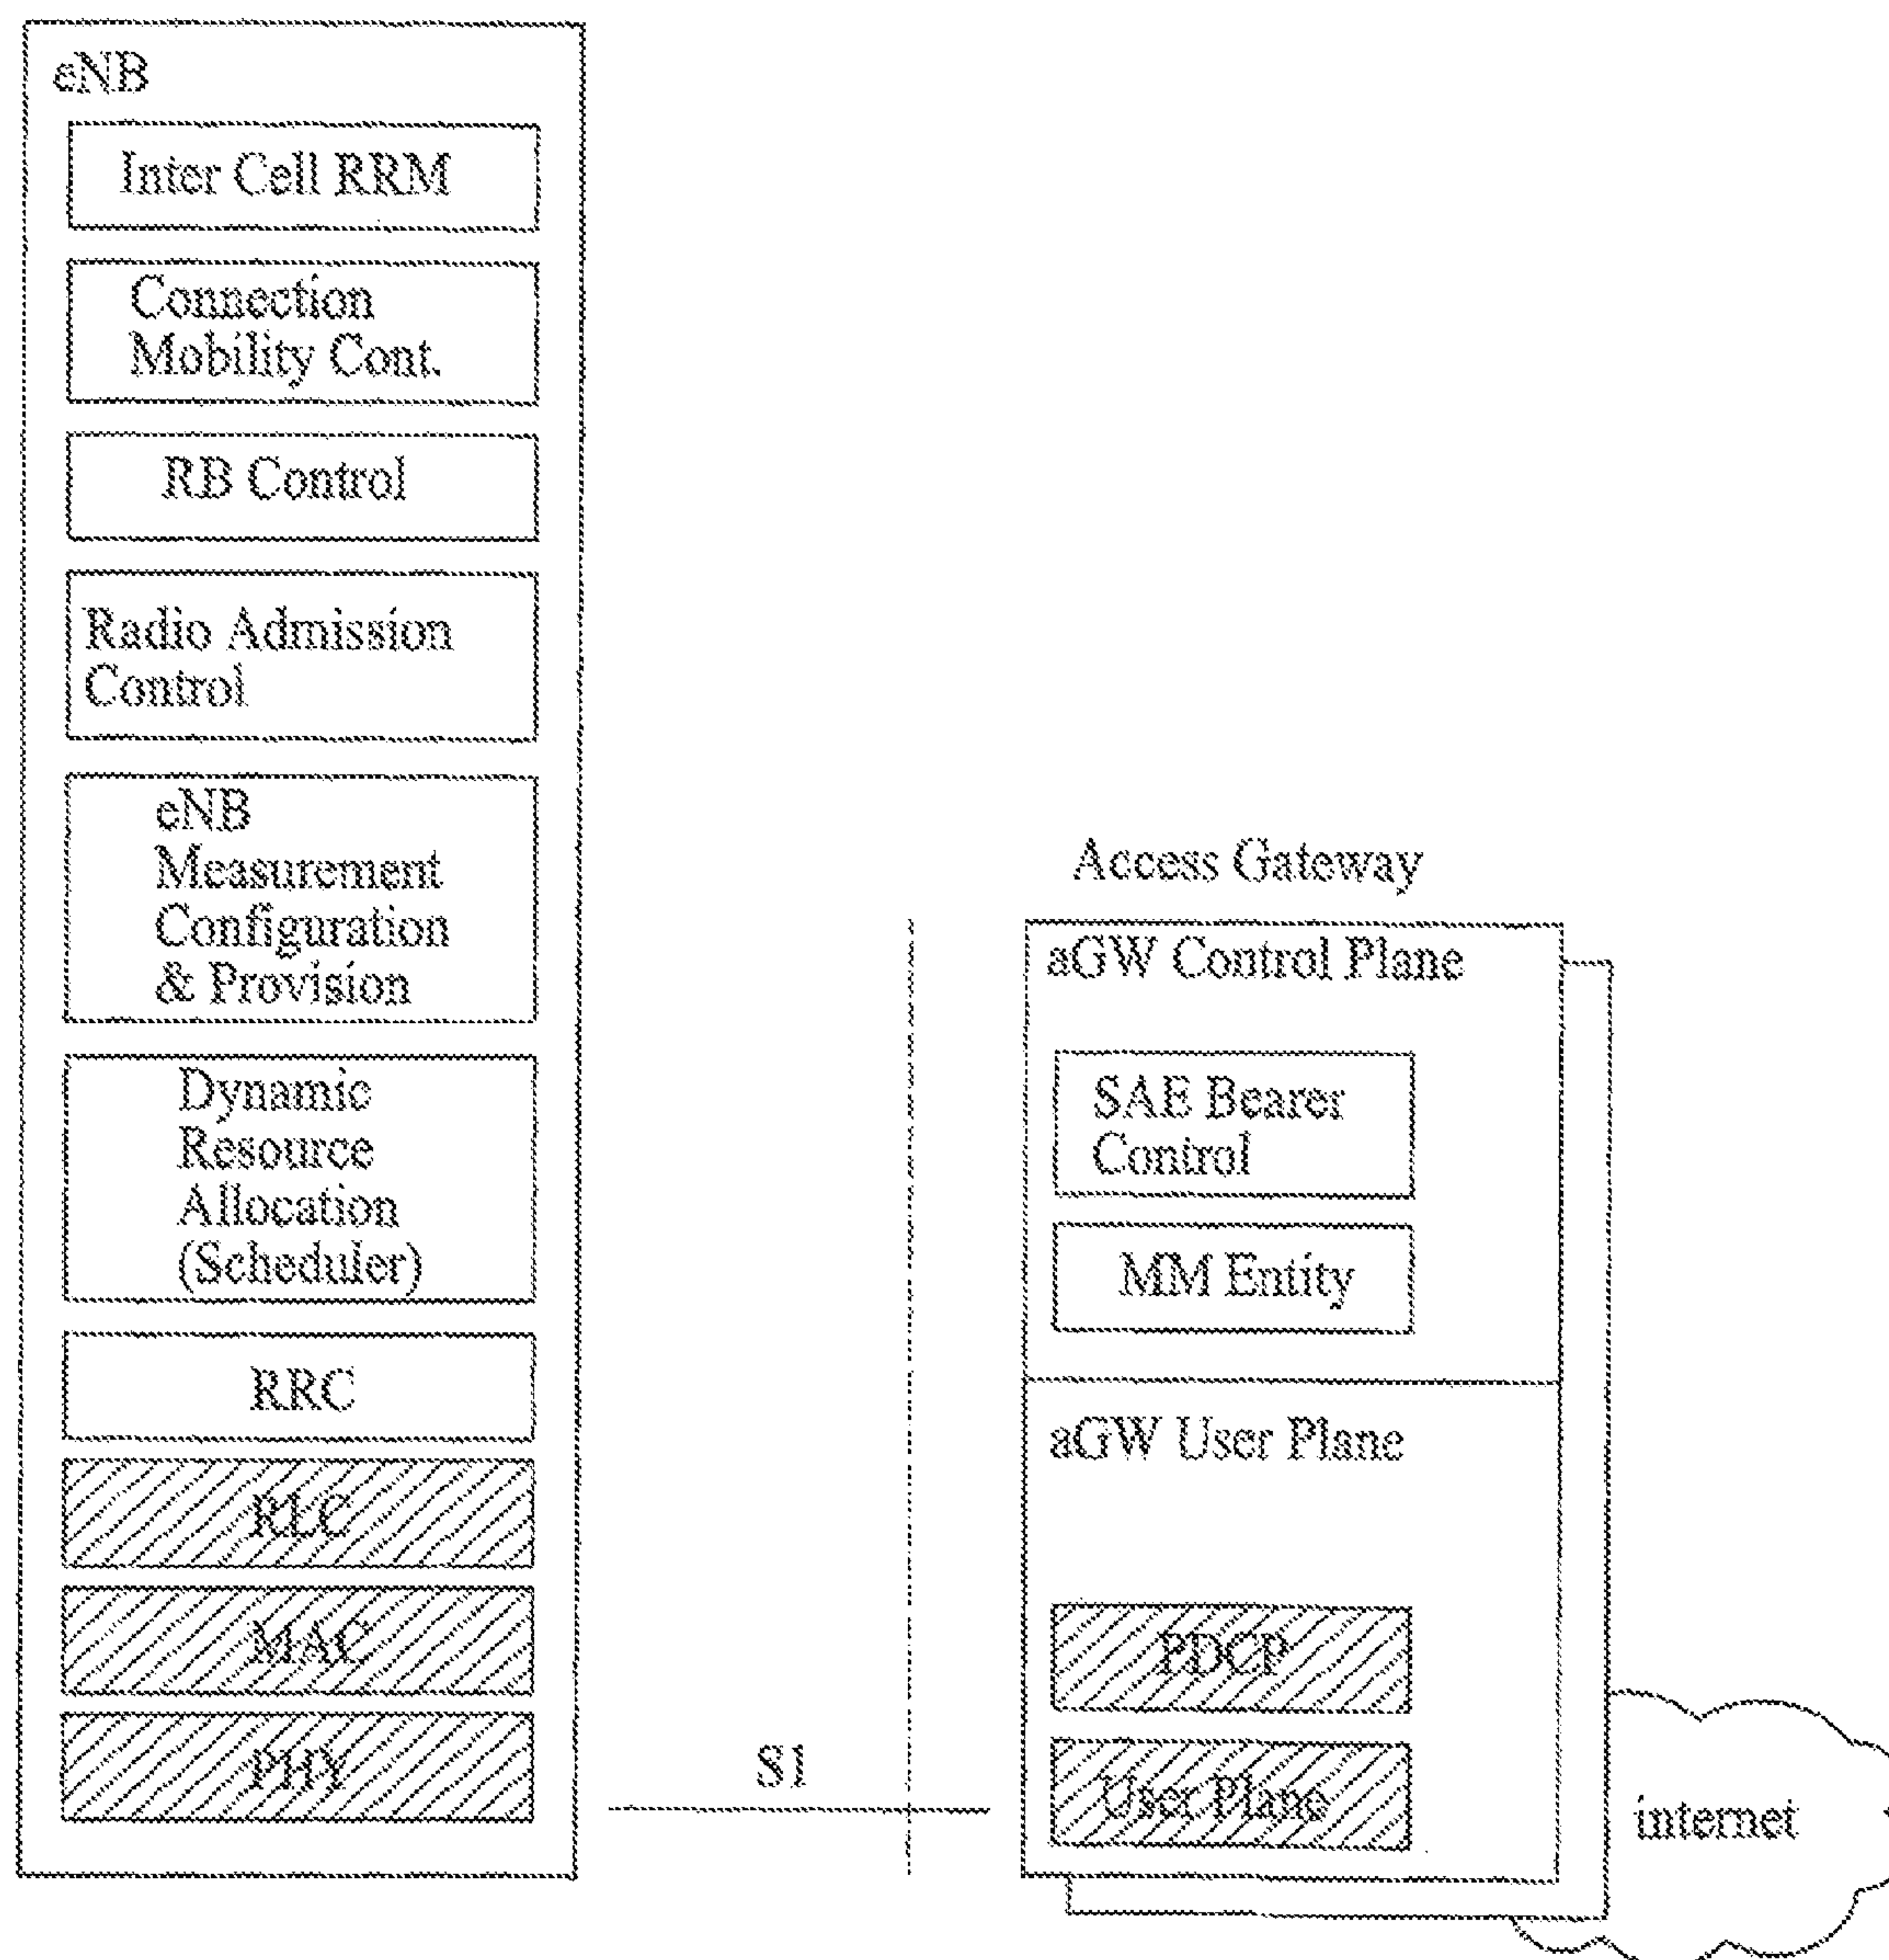 eNB
Inter Cell RRM
Connection
Mobility Cont.
RB Control
Radio Admission
Control
eNB
Measurement
Configuration
& Provision
Dynamic
Resource
Allocation
(Scheduler)
RRC
RLC
MAC
PHY
S1
Access Gateway
aGW Control Plane
SAE Bearer
Control
MM Entity
aGW User Plane
PDCP
User Plane
internet